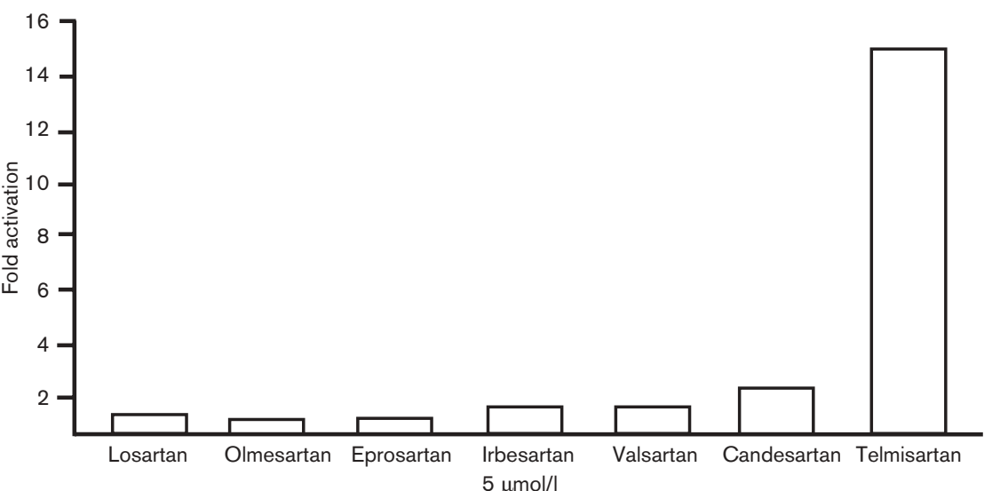 16
14
12
10
8
6
4
2
Fold activation
Losartan Olmesartan Eprosartan Irbesartan Valsartan Candesartan Telmisartan
5 μmol/l